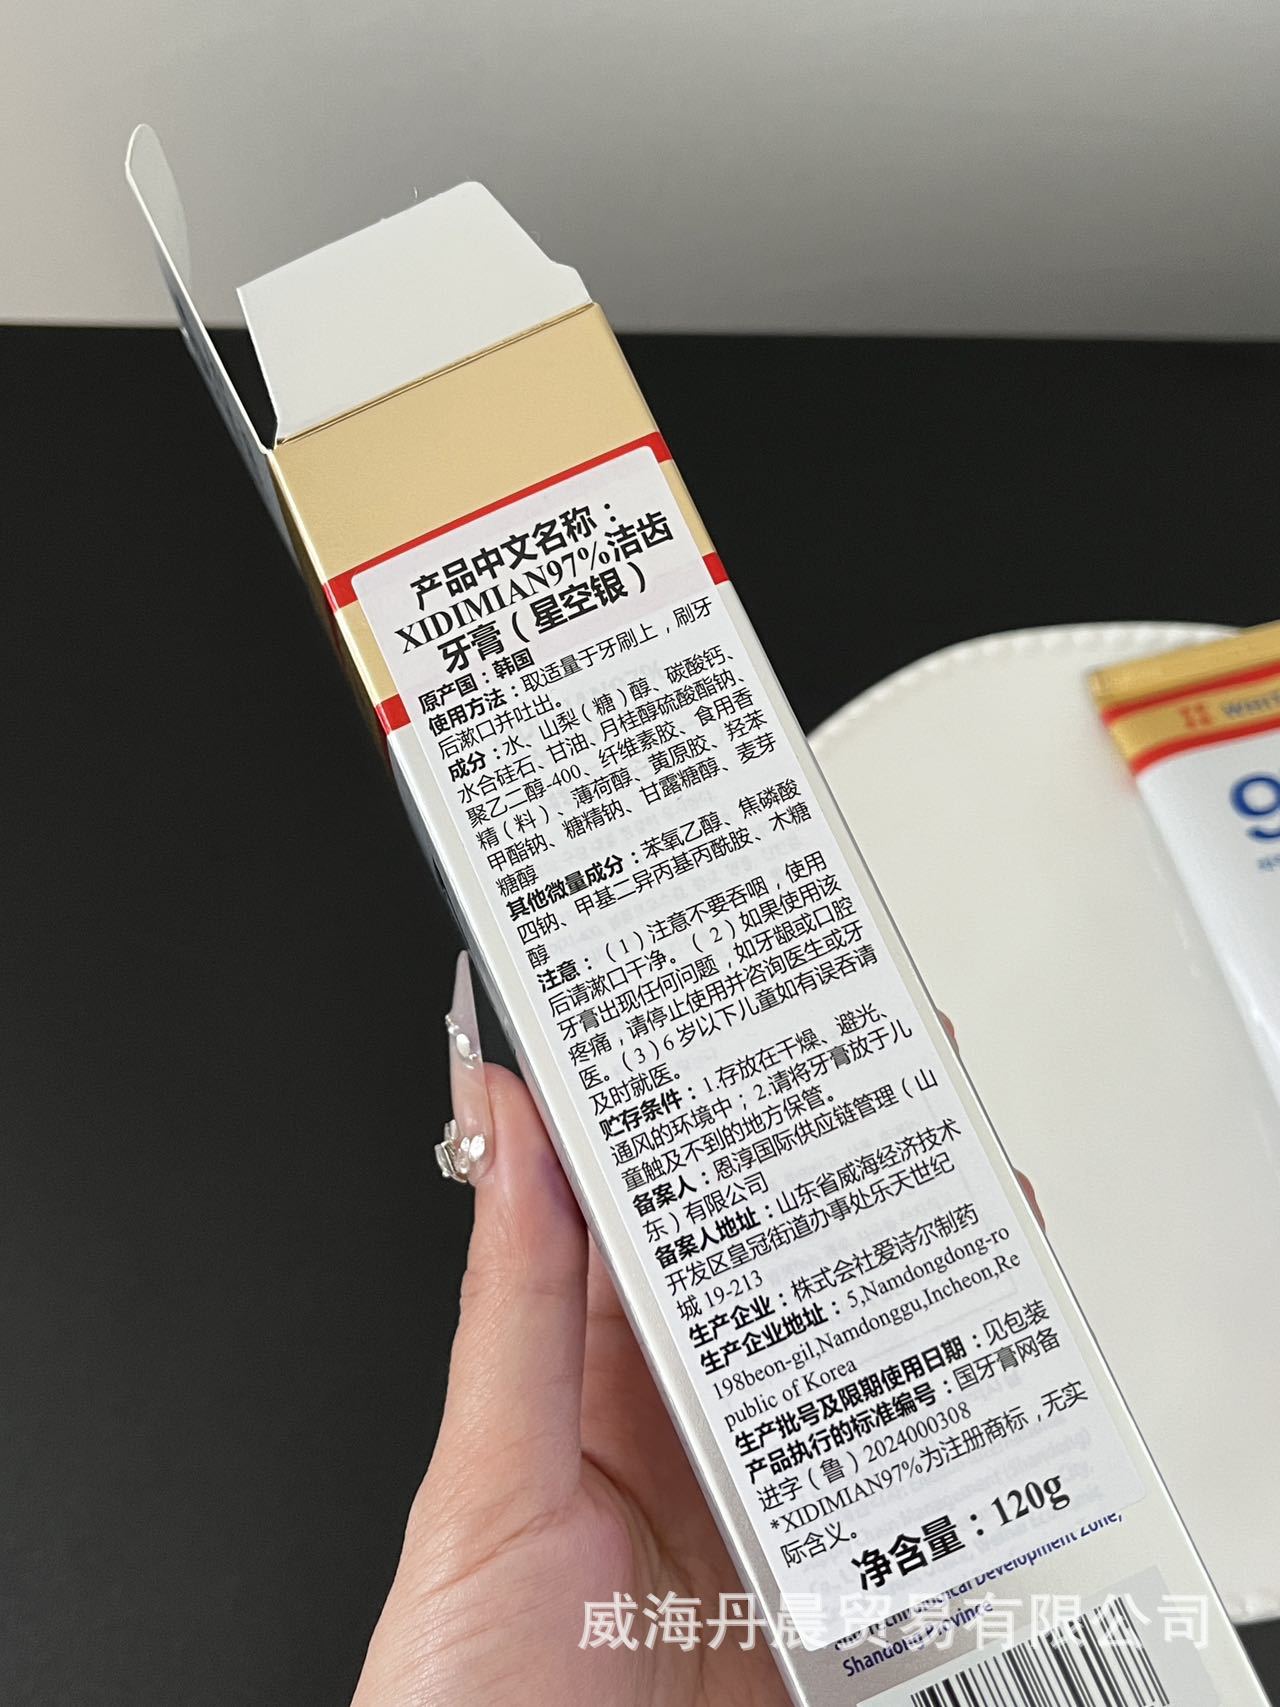 产品中文名称：
XIDIMIAN97%洁齿
牙膏（星空银）
原产国：韩国
使用方法：取适量于牙刷上，刷牙
后漱口并吐出。
成分：水、山梨（糖）醇、碳酸钙、
水合硅石、甘油、月桂醇硫酸酯钠、
聚乙二醇-400、纤维素胶、食用香
精（料）、薄荷醇、黄原胶、羟苯
甲酯钠、糖精钠、甘露糖醇、麦芽
糖醇
其他微量成分：苯氧乙醇、焦磷酸
四钠、甲基二异丙基丙酰胺、木糖
醇
注意：（1）注意不要吞咽，使用
后请漱口干净。（2）如果使用该
牙膏出现任何问题，如牙龈或口腔
疼痛，请停止使用并咨询医生或牙
医。（3）6岁以下儿童如有误吞请
及时就医。
贮存条件：1.存放在干燥、避光、
通风的环境中；2.请将牙膏放于儿
童触及不到的地方保管。
备案人：恩淳国际供应链管理（山
东）有限公司
备案人地址：山东省威海经济技术
开发区皇冠街道办事处乐天世纪
城 19-213
生产企业：株式会社爱诗尔制药
生产企业地址：5,Namdongdong-ro
198beon-gil,Namdonggu,Incheon,Re
public of Korea
生产批号及限期使用日期：见包装
产品执行的标准编号：国牙膏网备
进字（鲁）2024000308
*XIDIMIAN97%为注册商标，无实
际含义。
净含量：120g
Technological Development Zone,
Shandong Province
威海丹晨贸易有限公司